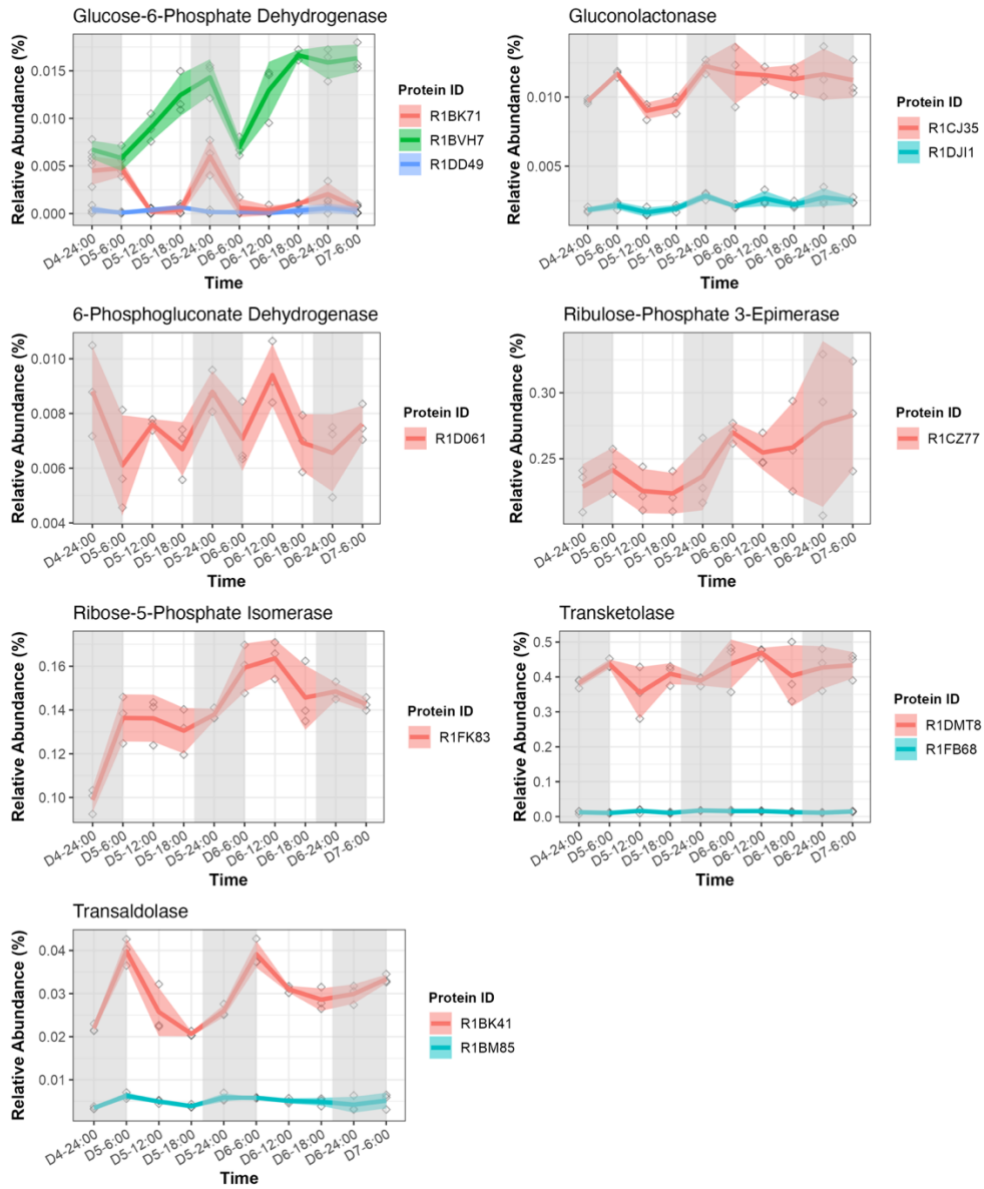 Glucose-6-Phosphate Dehydrogenase
Relative Abundance (%)
0.015
0.010
0.005
0.000
D4-24:00
D5-6:00
D5-12:00
D5-18:00
D5-24:00
D6-6:00
D6-12:00
D6-18:00
D6-24:00
D7-6:00
Time
Protein ID
R1BK71
R1BVH7
R1DD49
Gluconolactonase
Relative Abundance (%)
0.010
0.005
D4-24:00
D5-6:00
D5-12:00
D5-18:00
D5-24:00
D6-6:00
D6-12:00
D6-18:00
D6-24:00
D7-6:00
Time
Protein ID
R1CJ35
R1DJI1
6-Phosphogluconate Dehydrogenase
Relative Abundance (%)
0.010
0.008
0.006
0.004
D4-24:00
D5-6:00
D5-12:00
D5-18:00
D5-24:00
D6-6:00
D6-12:00
D6-18:00
D6-24:00
D7-6:00
Time
Protein ID
R1D061
Ribulose-Phosphate 3-Epimerase
Relative Abundance (%)
0.30
0.25
D4-24:00
D5-6:00
D5-12:00
D5-18:00
D5-24:00
D6-6:00
D6-12:00
D6-18:00
D6-24:00
D7-6:00
Time
Protein ID
R1CZ77
Ribose-5-Phosphate Isomerase
Relative Abundance (%)
0.16
0.14
0.12
0.10
D4-24:00
D5-6:00
D5-12:00
D5-18:00
D5-24:00
D6-6:00
D6-12:00
D6-18:00
D6-24:00
D7-6:00
Time
Protein ID
R1FK83
Transketolase
Relative Abundance (%)
0.5
0.4
0.3
0.2
0.1
0.0
D4-24:00
D5-6:00
D5-12:00
D5-18:00
D5-24:00
D6-6:00
D6-12:00
D6-18:00
D6-24:00
D7-6:00
Time
Protein ID
R1DMT8
R1FB68
Transaldolase
Relative Abundance (%)
0.04
0.03
0.02
0.01
D4-24:00
D5-6:00
D5-12:00
D5-18:00
D5-24:00
D6-6:00
D6-12:00
D6-18:00
D6-24:00
D7-6:00
Time
Protein ID
R1BK41
R1BM85